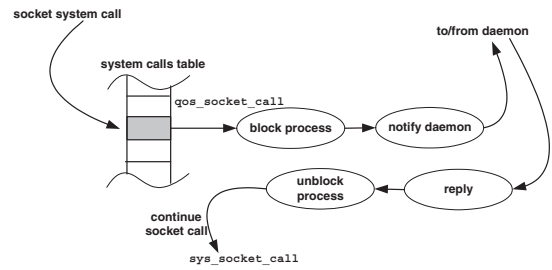 socket system call
to/from daemon
system calls table
qos_socket_call
block process
notify daemon
unblock
process
reply
continue
socket call
sys_socket_call